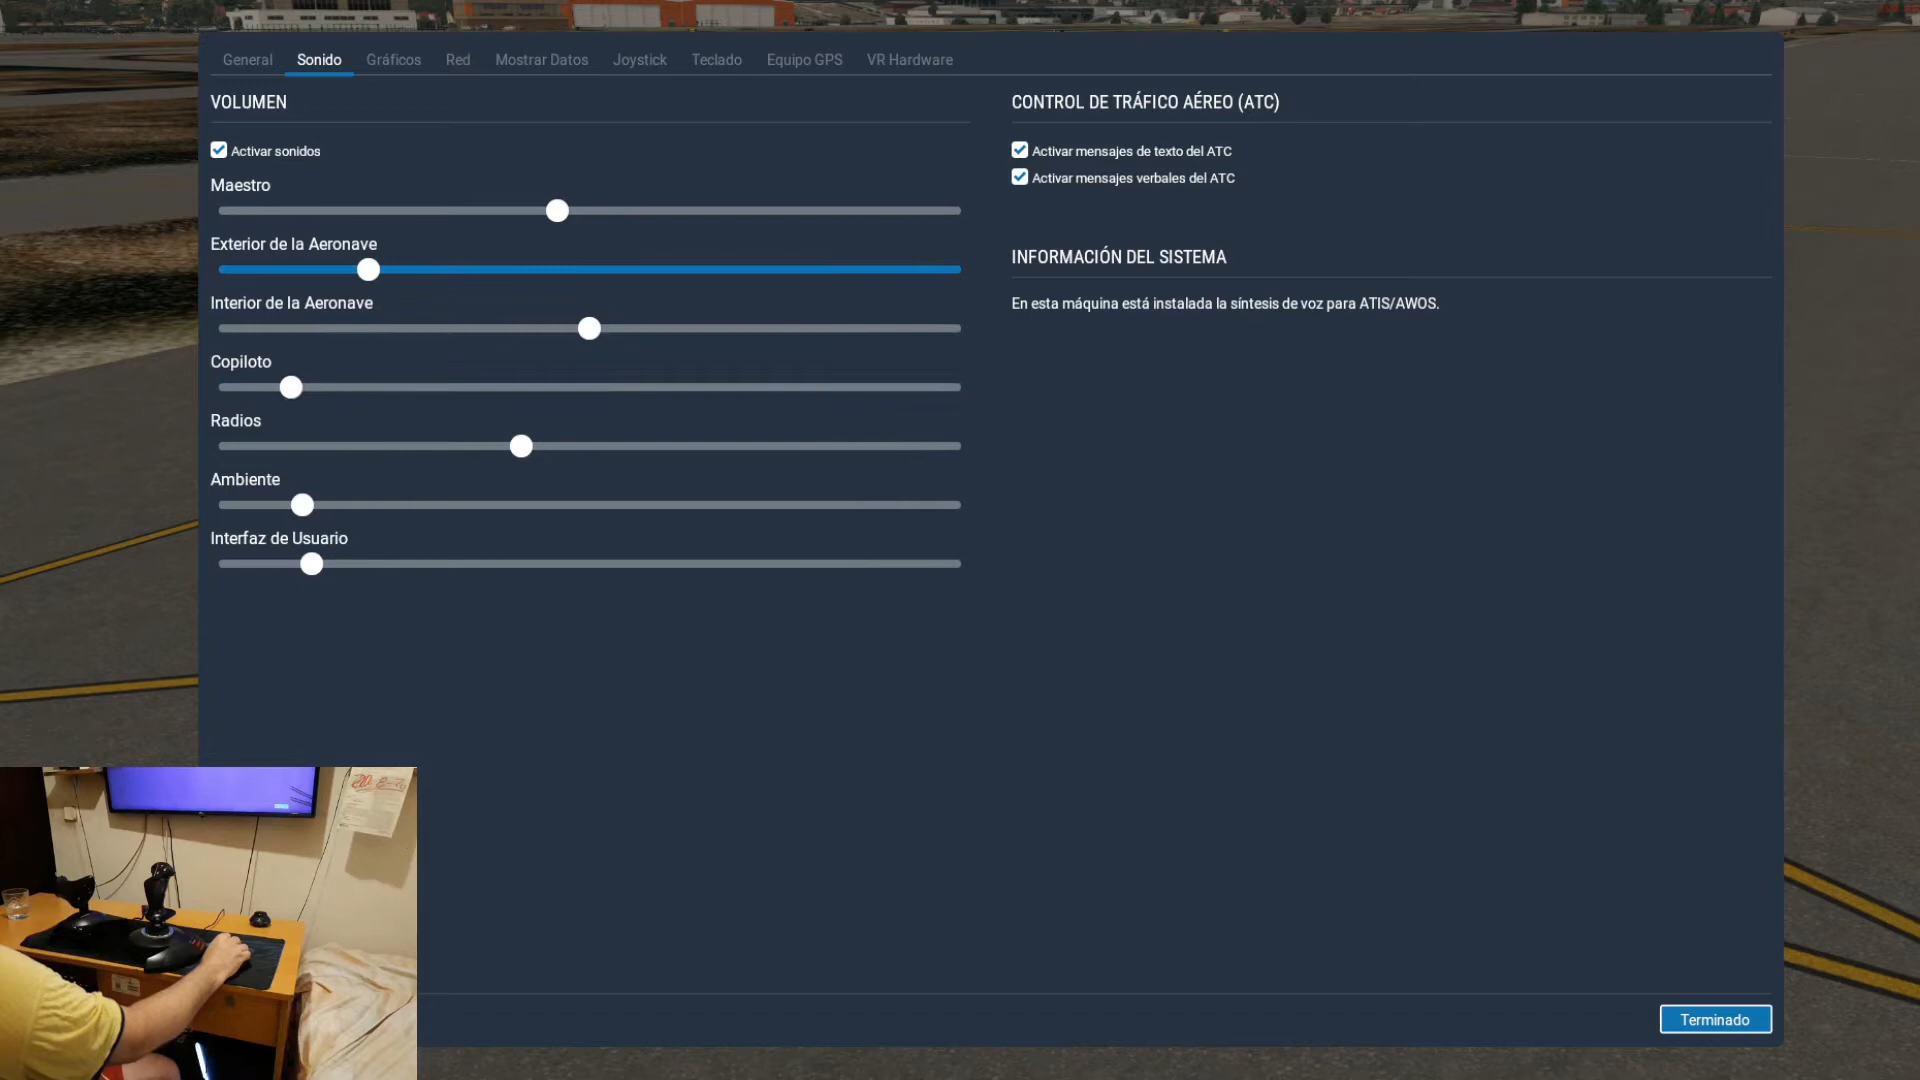 General Sonido Gráficos Red Mostrar Datos Joystick Teclado Equipo GPS VR Hardware
VOLUMEN
Activar sonidos
Maestro
Exterior de la Aeronave
Interior de la Aeronave
Copiloto
Radios
Ambiente
Interfaz de Usuario
CONTROL DE TRÁFICO AÉREO (ATC)
Activar mensajes de texto del ATC
Activar mensajes verbales del ATC
INFORMACIÓN DEL SISTEMA
En esta máquina está instalada la síntesis de voz para ATIS/AWOS.
Terminado